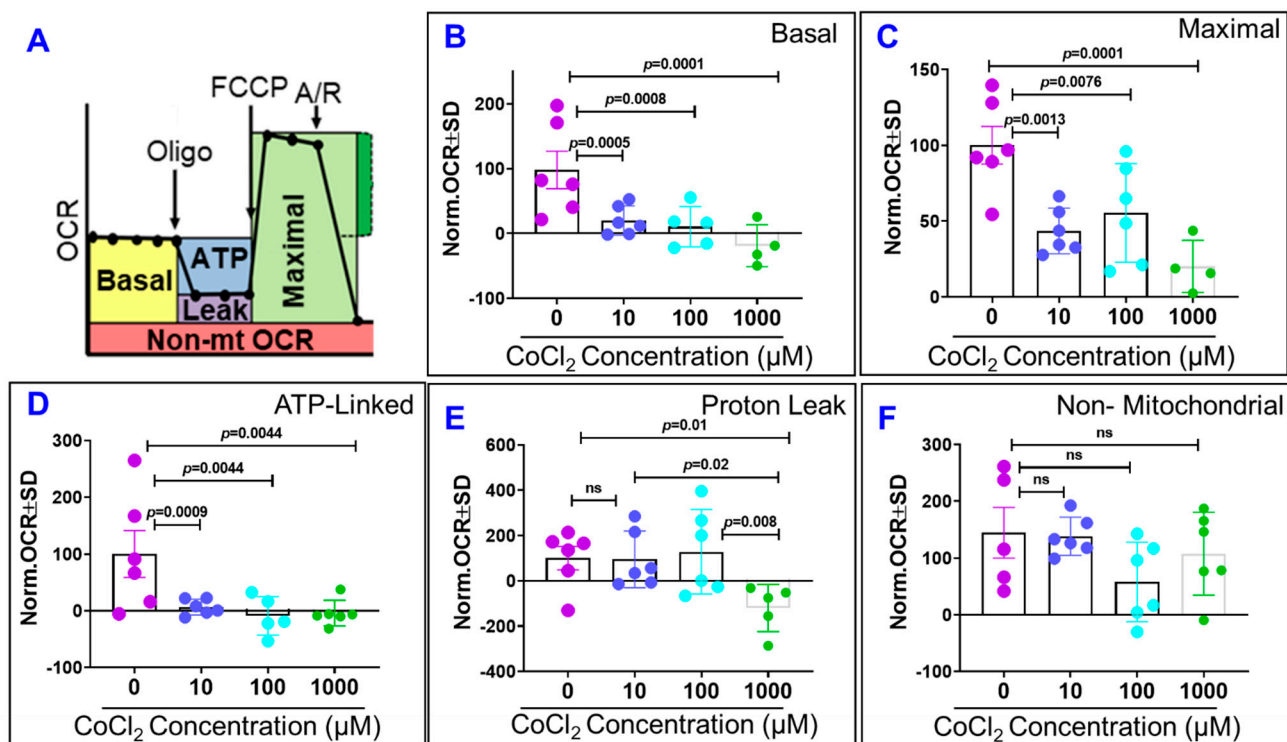 A
FCCP
A/R
Oligo
OCR
ATP
Basal
Leak
Maximal
Non-mt OCR
B
Basal
p=0.0001
p=0.0008
p=0.0005
Norm.OCR±SD
200
100
0
-100
0 10 100 1000
CoCl₂ Concentration (µM)
C
Maximal
p=0.0001
p=0.0076
p=0.0013
Norm.OCR±SD
150
100
50
0
0 10 100 1000
CoCl₂ Concentration (µM)
D
ATP-Linked
p=0.0044
p=0.0044
p=0.0009
Norm.OCR±SD
300
200
100
0
-100
0 10 100 1000
CoCl₂ Concentration (µM)
E
Proton Leak
p=0.01
p=0.02
ns
p=0.008
Norm.OCR±SD
600
400
200
0
-200
-400
0 10 100 1000
CoCl₂ Concentration (µM)
F
Non- Mitochondrial
ns
ns
ns
Norm.OCR±SD
300
200
100
0
-100
0 10 100 1000
CoCl₂ Concentration (µM)